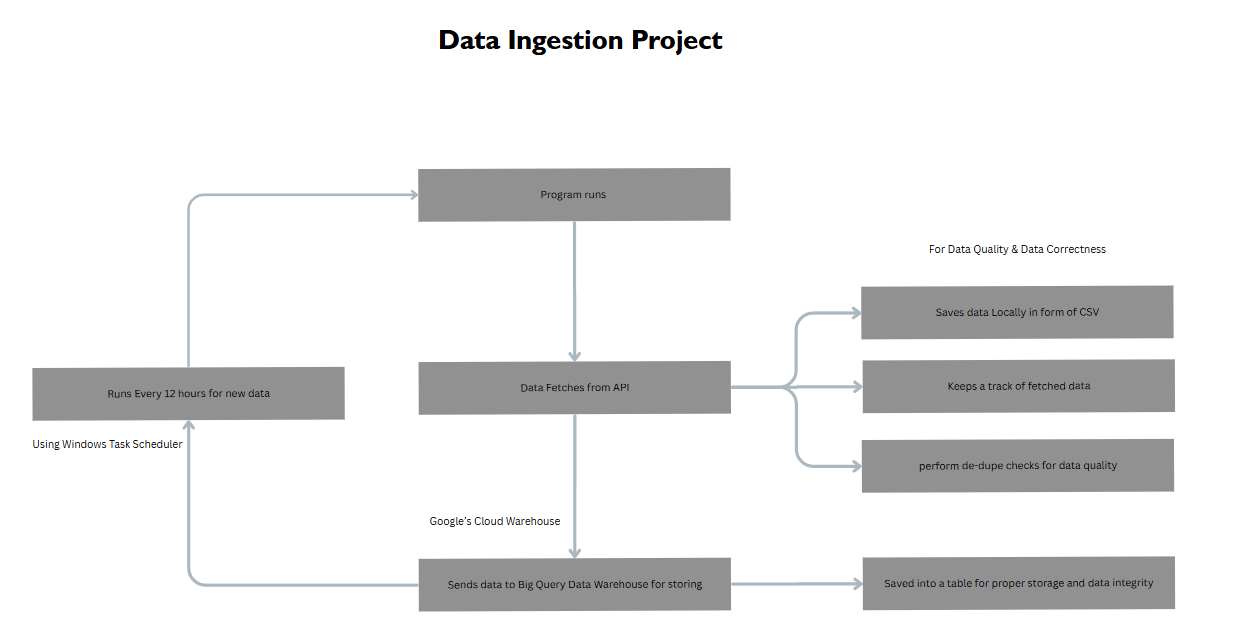 Data Ingestion Project
Program runs
For Data Quality & Data Correctness
Saves data Locally in form of CSV
Runs Every 12 hours for new data
Data Fetches from API
Keeps a track of fetched data
Using Windows Task Scheduler
perform de-dupe checks for data quality
Google's Cloud Warehouse
Sends data to Big Query Data Warehouse for storing
Saved into a table for proper storage and data integrity